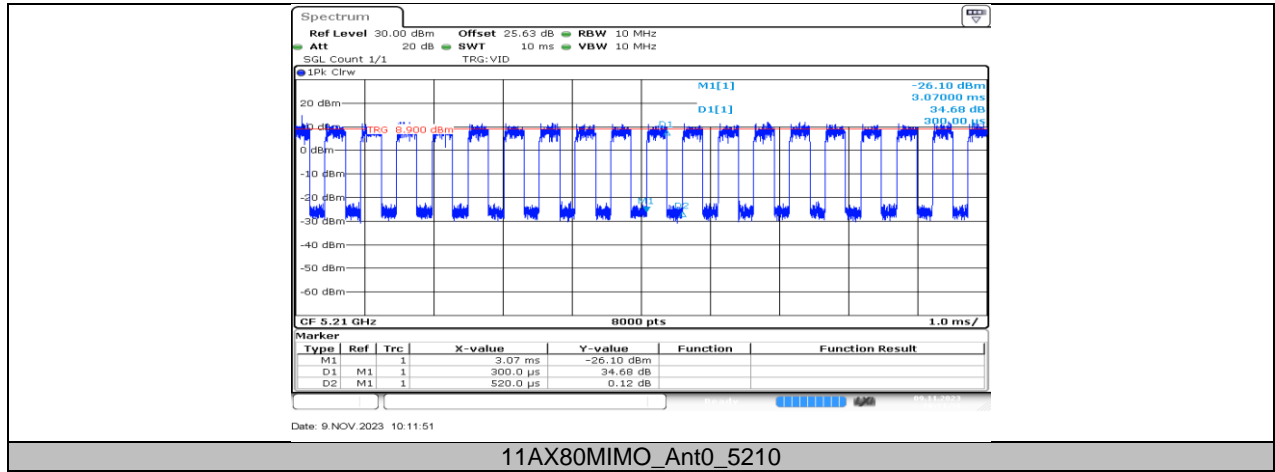 Spectrum
Ref Level 30.00 dBm Offset 25.63 dB RBW 10 MHz
Att 20 dB SWT 10 ms VBW 10 MHz
SGL Count 1/1 TRG:VID
1Pk Clrw
M1[1] -26.10 dBm
3.07000 ms
20 dBm D1[1] 34.68 dB
300.00 µs
TRG 8.900 dBm D1
0 dBm
-10 dBm
-20 dBm M1 D2
-30 dBm
-40 dBm
-50 dBm
-60 dBm
CF 5.21 GHz 8000 pts 1.0 ms/
Marker
Type Ref Trc X-value Y-value Function Function Result
M1 1 3.07 ms -26.10 dBm
D1 M1 1 300.0 µs 34.68 dB
D2 M1 1 520.0 µs 0.12 dB
Date: 9.NOV.2023 10:11:51
11AX80MIMO_Ant0_5210